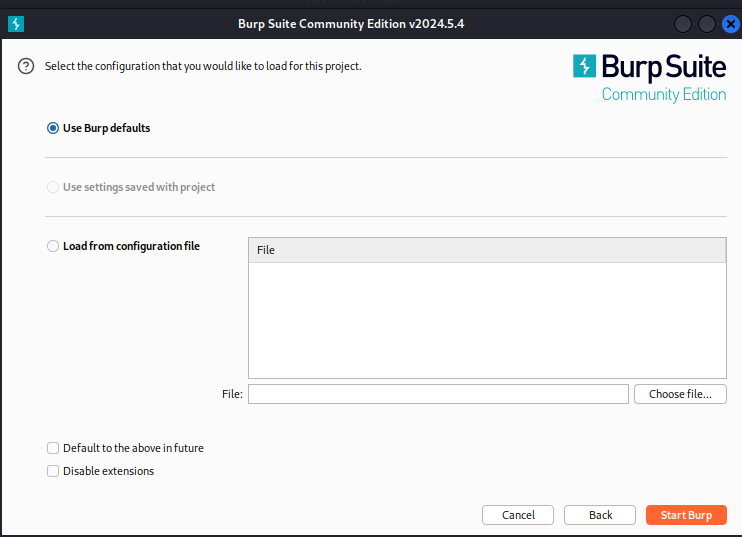 Burp Suite Community Edition v2024.5.4
Select the configuration that you would like to load for this project.
Burp Suite
Community Edition
Use Burp defaults
Use settings saved with project
Load from configuration file
File
File:
Choose file...
Default to the above in future
Disable extensions
Cancel
Back
Start Burp